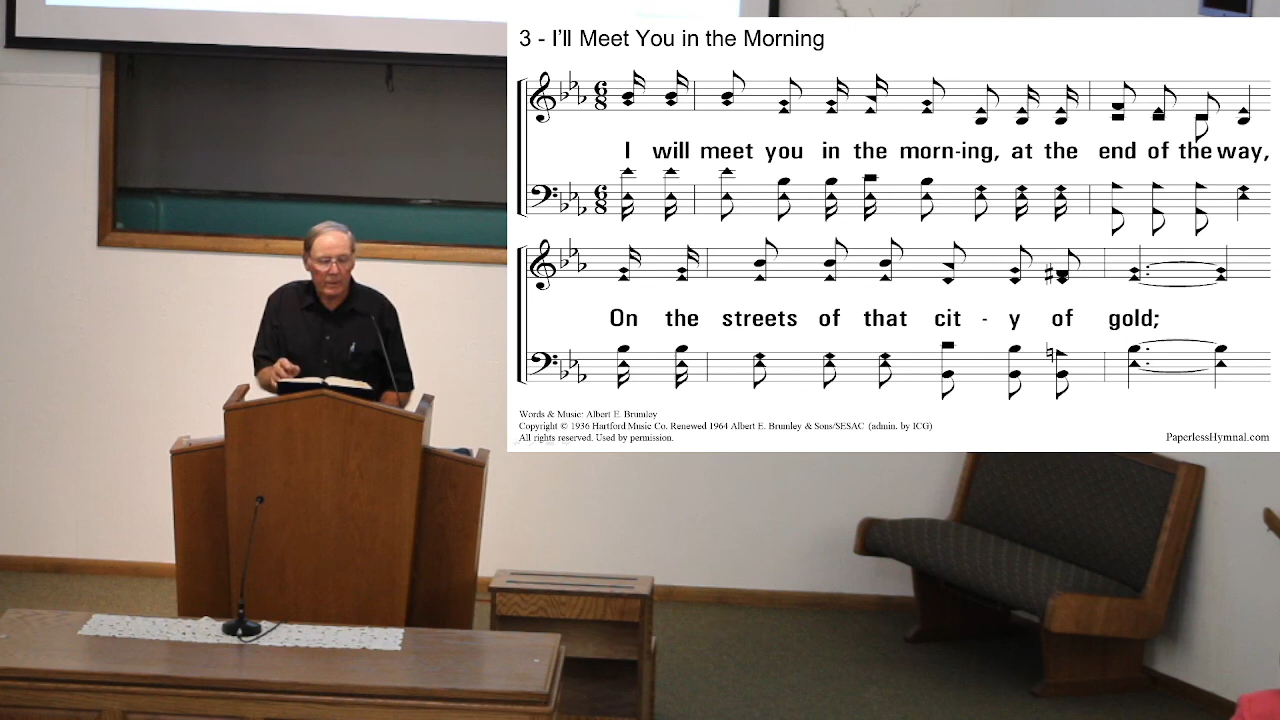 3 - I'll Meet You in the Morning
I will meet you in the morn-ing, at the end of the way,
On the streets of that cit - y of gold;
Words & Music: Albert E. Brumley
Copyright © 1936 Hartford Music Co. Renewed 1964 Albert E. Brumley & Sons/SESAC (admin. by ICG)
All rights reserved. Used by permission.
PaperlessHymnal.com